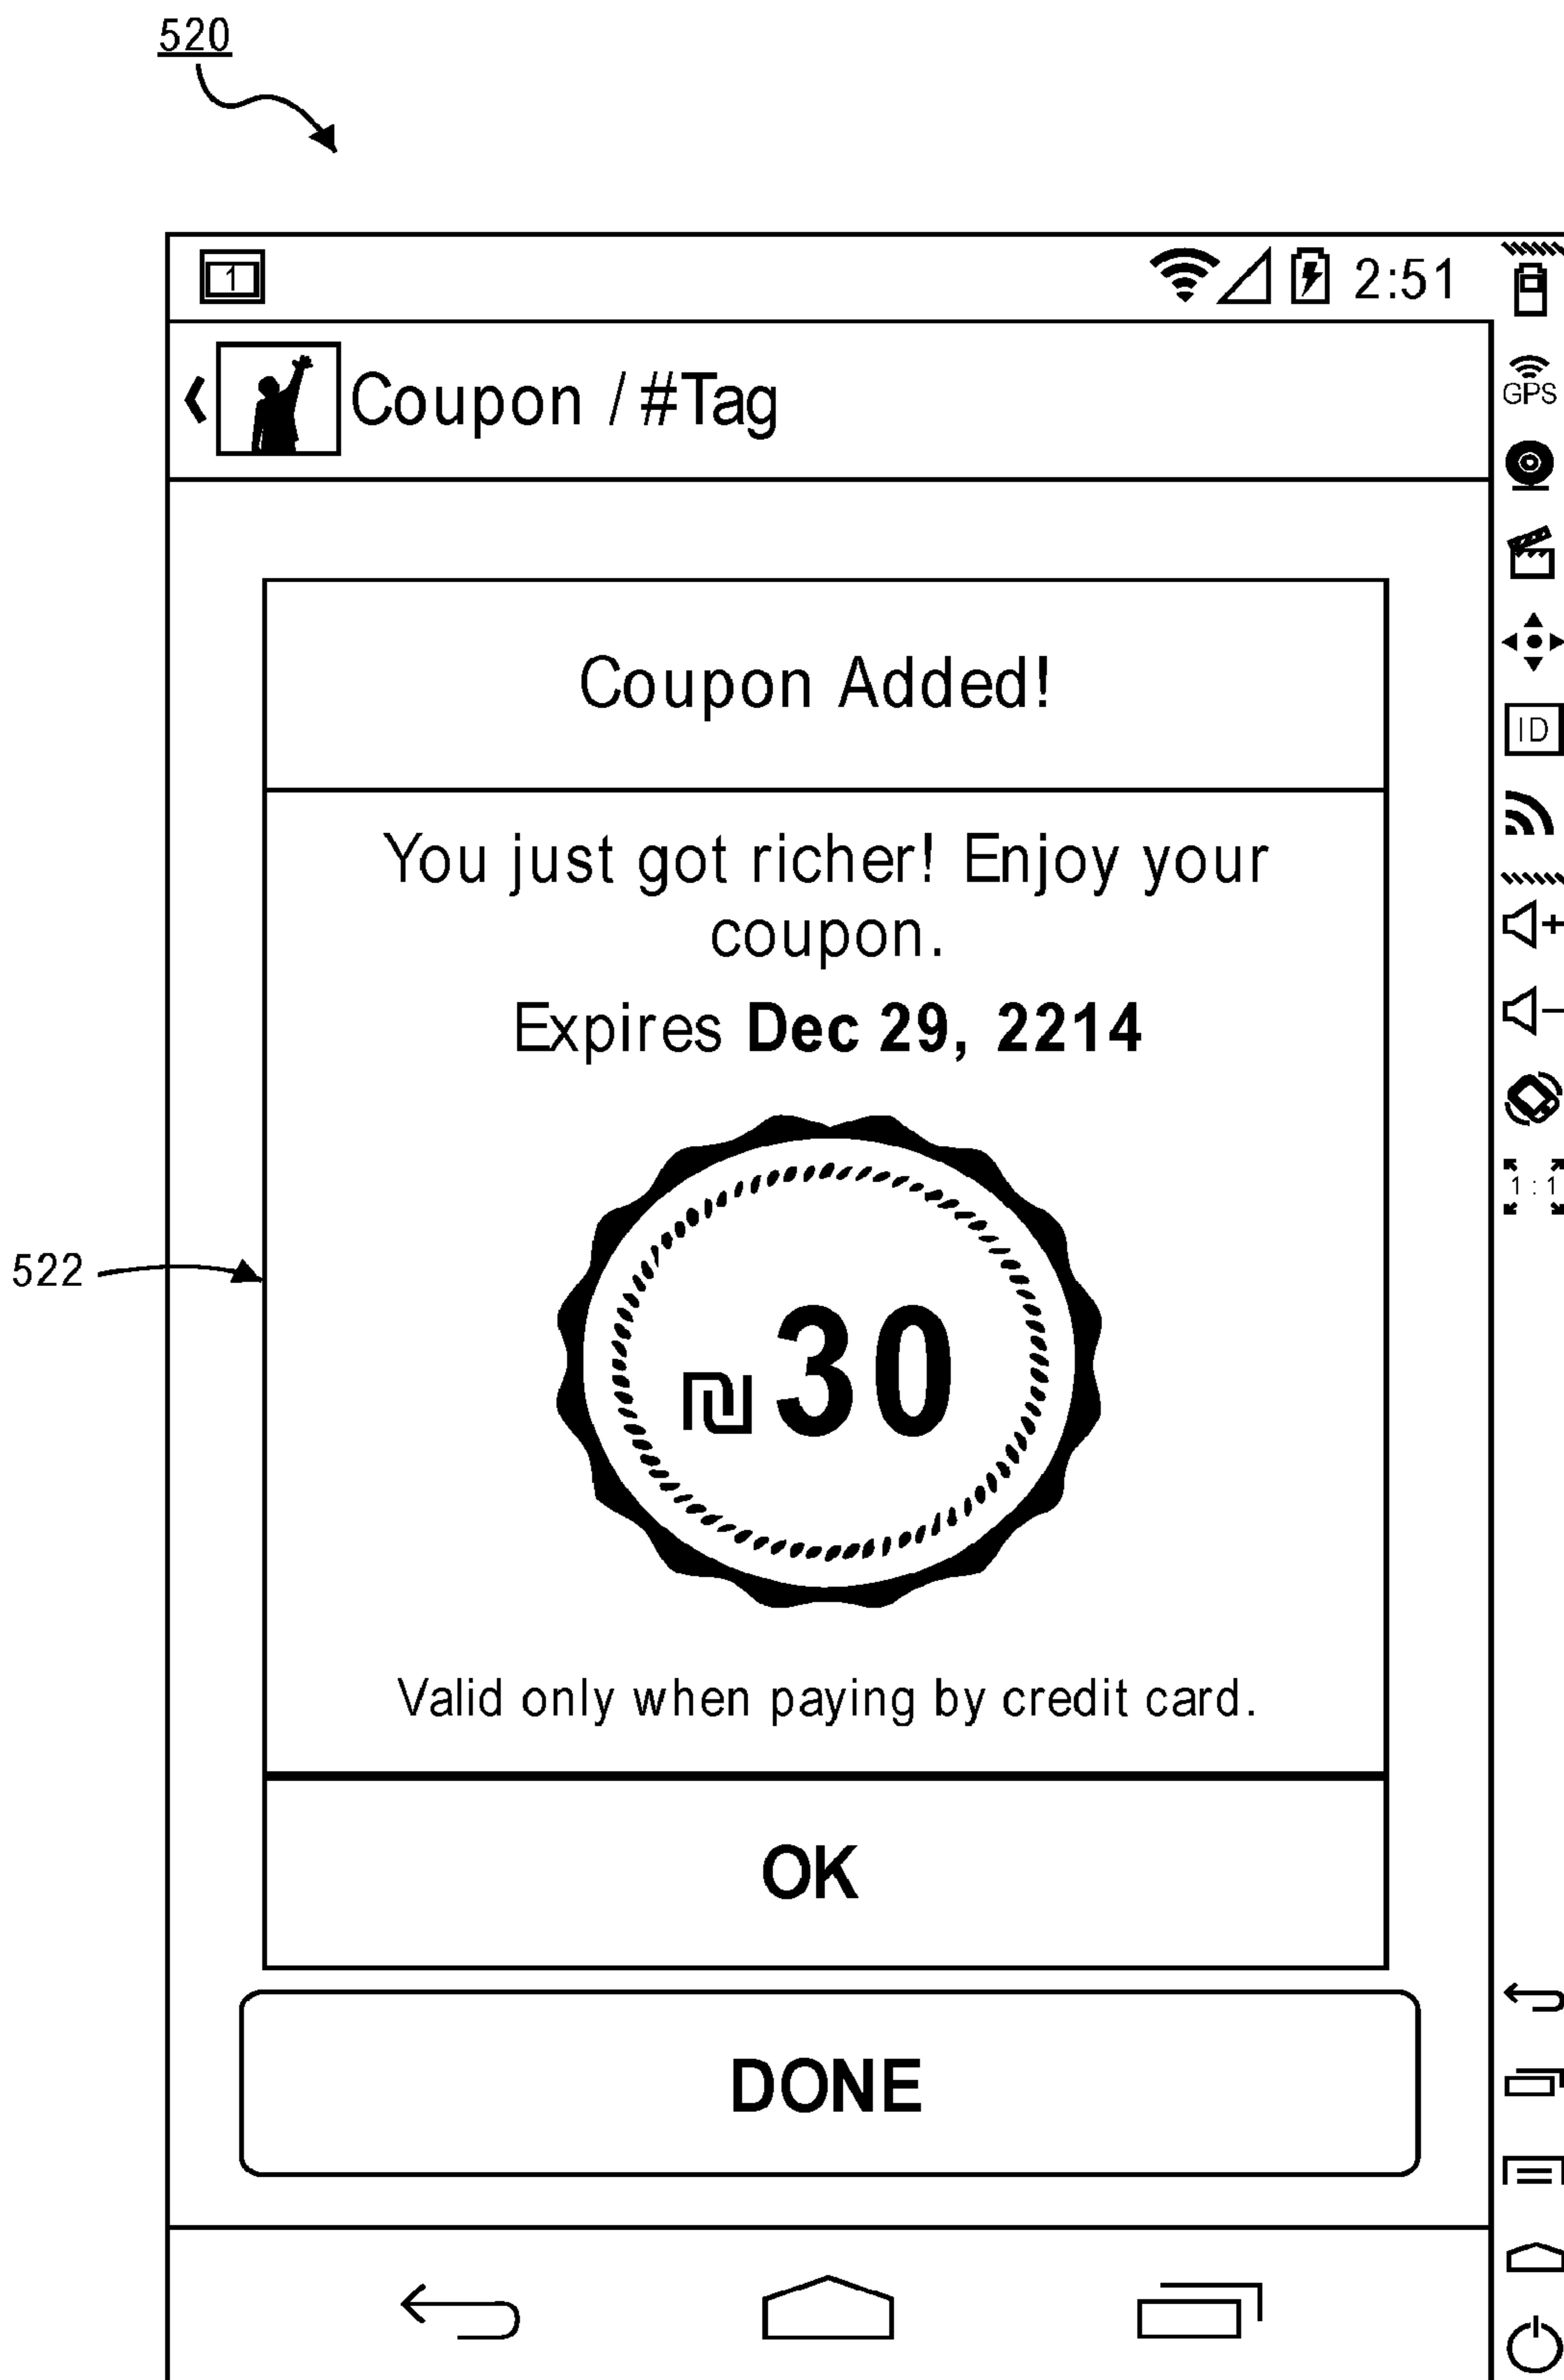 520
1
2:51
Coupon / #Tag
GPS
Coupon Added!
ID
You just got richer! Enjoy your
coupon.
Expires Dec 29, 2214
1:1
522
₪30
Valid only when paying by credit card.
OK
DONE